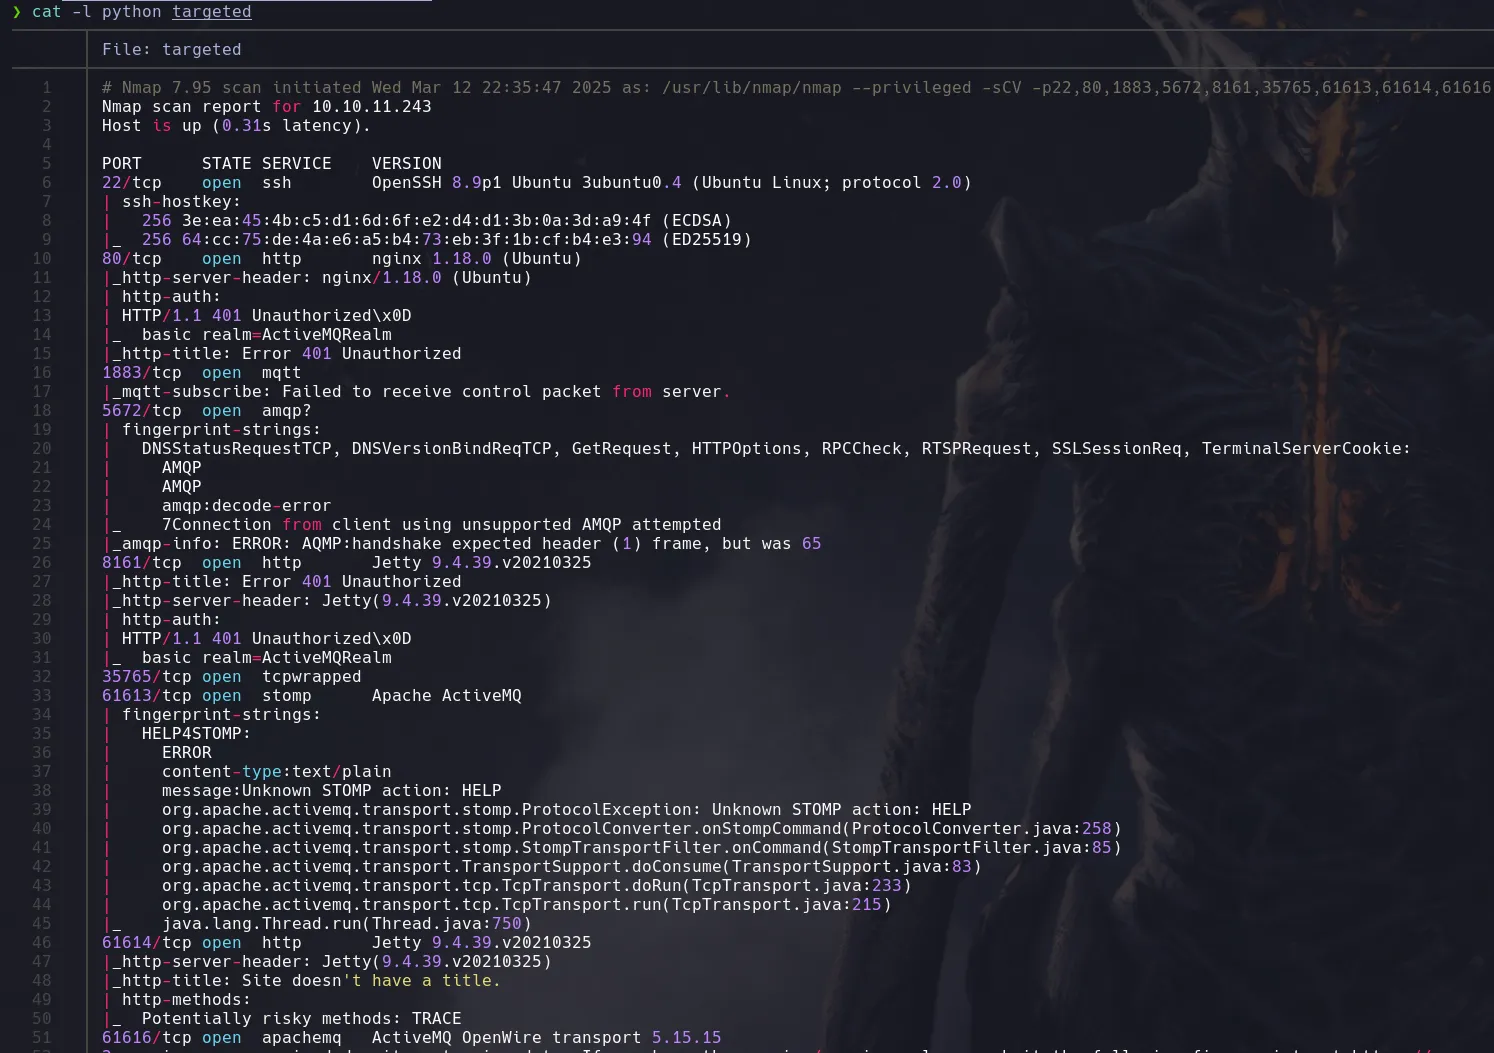 ❯ cat -l python targeted
File: targeted
1 # Nmap 7.95 scan initiated Wed Mar 12 22:35:47 2025 as: /usr/lib/nmap/nmap --privileged -sCV -p22,80,1883,5672,8161,35765,61613,61614,61616
2 Nmap scan report for 10.10.11.243
3 Host is up (0.31s latency).
4
5 PORT      STATE SERVICE    VERSION
6 22/tcp    open  ssh        OpenSSH 8.9p1 Ubuntu 3ubuntu0.4 (Ubuntu Linux; protocol 2.0)
7 | ssh-hostkey:
8 |   256 3e:ea:45:4b:c5:d1:6d:6f:e2:d4:d1:3b:0a:3d:a9:4f (ECDSA)
9 |_  256 64:cc:75:de:4a:e6:a5:b4:73:eb:3f:1b:cf:b4:e3:94 (ED25519)
10 80/tcp    open  http       nginx 1.18.0 (Ubuntu)
11 |_http-server-header: nginx/1.18.0 (Ubuntu)
12 | http-auth:
13 | HTTP/1.1 401 Unauthorized\x0D
14 |_  basic realm=ActiveMQRealm
15 |_http-title: Error 401 Unauthorized
16 1883/tcp  open  mqtt
17 |_mqtt-subscribe: Failed to receive control packet from server.
18 5672/tcp  open  amqp?
19 | fingerprint-strings:
20 |   DNSStatusRequestTCP, DNSVersionBindReqTCP, GetRequest, HTTPOptions, RPCCheck, RTSPRequest, SSLSessionReq, TerminalServerCookie:
21 |     AMQP
22 |     AMQP
23 |     amqp:decode-error
24 |_    7Connection from client using unsupported AMQP attempted
25 |_amqp-info: ERROR: AQMP:handshake expected header (1) frame, but was 65
26 8161/tcp  open  http       Jetty 9.4.39.v20210325
27 |_http-title: Error 401 Unauthorized
28 |_http-server-header: Jetty(9.4.39.v20210325)
29 | http-auth:
30 | HTTP/1.1 401 Unauthorized\x0D
31 |_  basic realm=ActiveMQRealm
32 35765/tcp open  tcpwrapped
33 61613/tcp open  stomp      Apache ActiveMQ
34 | fingerprint-strings:
35 |   HELP4STOMP:
36 |     ERROR
37 |     content-type:text/plain
38 |     message:Unknown STOMP action: HELP
39 |     org.apache.activemq.transport.stomp.ProtocolException: Unknown STOMP action: HELP
40 |     org.apache.activemq.transport.stomp.ProtocolConverter.onStompCommand(ProtocolConverter.java:258)
41 |     org.apache.activemq.transport.stomp.StompTransportFilter.onCommand(StompTransportFilter.java:85)
42 |     org.apache.activemq.transport.TransportSupport.doConsume(TransportSupport.java:83)
43 |     org.apache.activemq.transport.tcp.TcpTransport.doRun(TcpTransport.java:233)
44 |     org.apache.activemq.transport.tcp.TcpTransport.run(TcpTransport.java:215)
45 |_    java.lang.Thread.run(Thread.java:750)
46 61614/tcp open  http       Jetty 9.4.39.v20210325
47 |_http-server-header: Jetty(9.4.39.v20210325)
48 |_http-title: Site doesn't have a title.
49 | http-methods:
50 |_  Potentially risky methods: TRACE
51 61616/tcp open  apachemq   ActiveMQ OpenWire transport 5.15.15